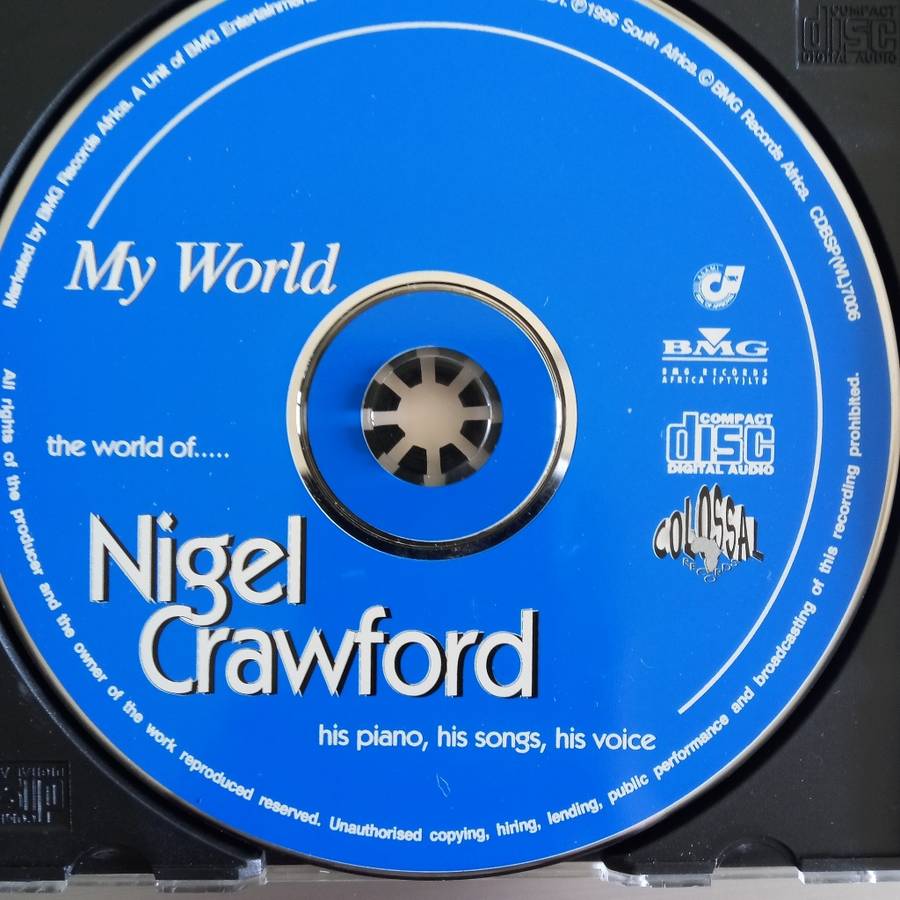 Marketed by BMG Records Africa. A Unit of BMG Entertainment
℗1996 South Africa. © BMG Records Africa. CDBSP(WL)7006
My World
BMG
BMG RECORDS
AFRICA (PTY) LTD
the world of.....
COMPACT
disc
DIGITAL AUDIO
Nigel
Crawford
COLOSSAL
RECORDS
his piano, his songs, his voice
All rights of the producer and the owner of the work reproduced reserved. Unauthorised copying, hiring, lending, public performance and broadcasting of this recording prohibited.
COMPACT
disc
DIGITAL AUDIO